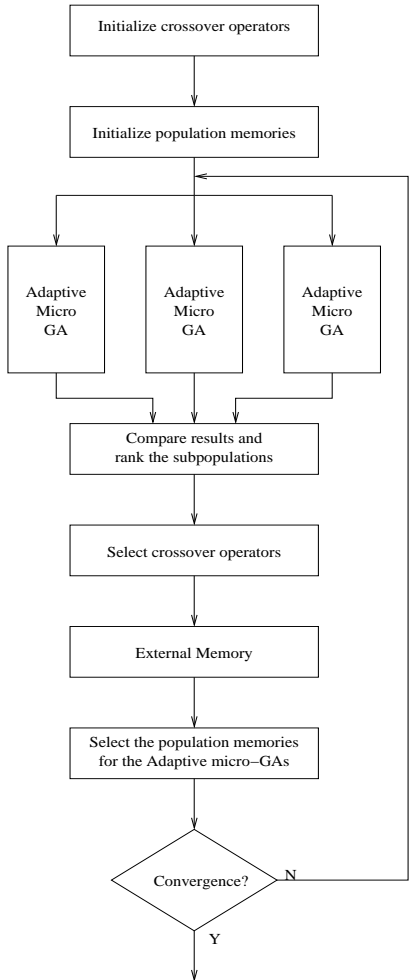 Initialize crossover operators
Initialize population memories
Adaptive
Micro
GA
Adaptive
Micro
GA
Adaptive
Micro
GA
Compare results and
rank the subpopulations
Select crossover operators
External Memory
Select the population memories
for the Adaptive micro−GAs
Convergence?
N
Y